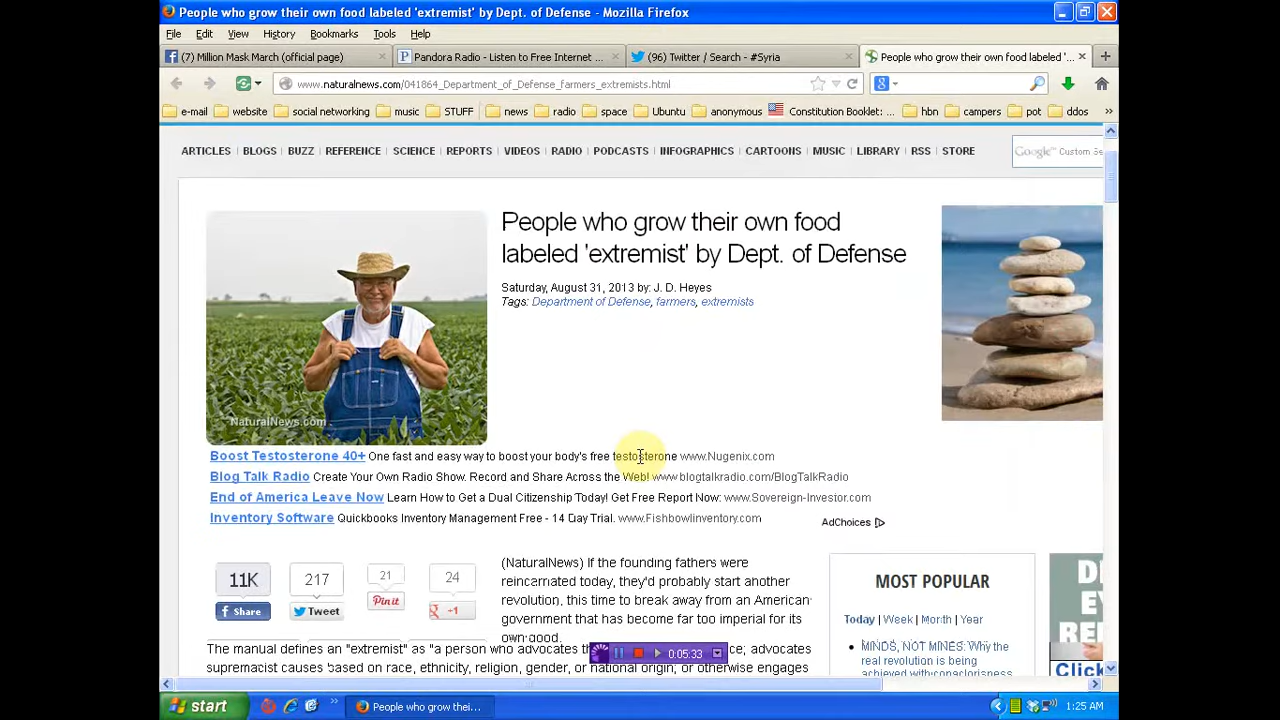 People who grow their own food labeled 'extremist' by Dept. of Defense - Mozilla Firefox
File Edit View History Bookmarks Tools Help
(7) Million Mask March (official page)
Pandora Radio - Listen to Free Internet ...
(96) Twitter / Search - #Syria
People who grow their own food labeled ' ...
www.naturalnews.com/041864_Department_of_Defense_farmers_extremists.html
e-mail website social networking music STUFF news radio space Ubuntu anonymous Constitution Booklet: ... hbn campers pot ddos
ARTICLES BLOGS BUZZ REFERENCE SCIENCE REPORTS VIDEOS RADIO PODCASTS INFOGRAPHICS CARTOONS MUSIC LIBRARY RSS STORE
Google™ Custom Se
People who grow their own food
labeled 'extremist' by Dept. of Defense
Saturday, August 31, 2013 by: J. D. Heyes
Tags: Department of Defense, farmers, extremists
NaturalNews.com
Boost Testosterone 40+ One fast and easy way to boost your body's free testosterone www.Nugenix.com
Blog Talk Radio Create Your Own Radio Show. Record and Share Across the Web! www.blogtalkradio.com/BlogTalkRadio
End of America Leave Now Learn How to Get a Dual Citizenship Today! Get Free Report Now: www.Sovereign-Investor.com
Inventory Software Quickbooks Inventory Management Free - 14 Day Trial. www.Fishbowlinventory.com
AdChoices
11K 217 21 24
Share Tweet Pin it +1
(NaturalNews) If the founding fathers were
reincarnated today, they'd probably start another
revolution, this time to break away from an American
government that has become far too imperial for its
own good.
The manual defines an "extremist" as "a person who advocates ce; advocates
supremacist causes based on race, ethnicity, religion, gender, or national origin; or otherwise engages
MOST POPULAR
Today | Week | Month | Year
MINDS, NOT MINES: Why the
real revolution is being
achieved with consciousness
Click
0:05:33
start
People who grow thei...
1:25 AM